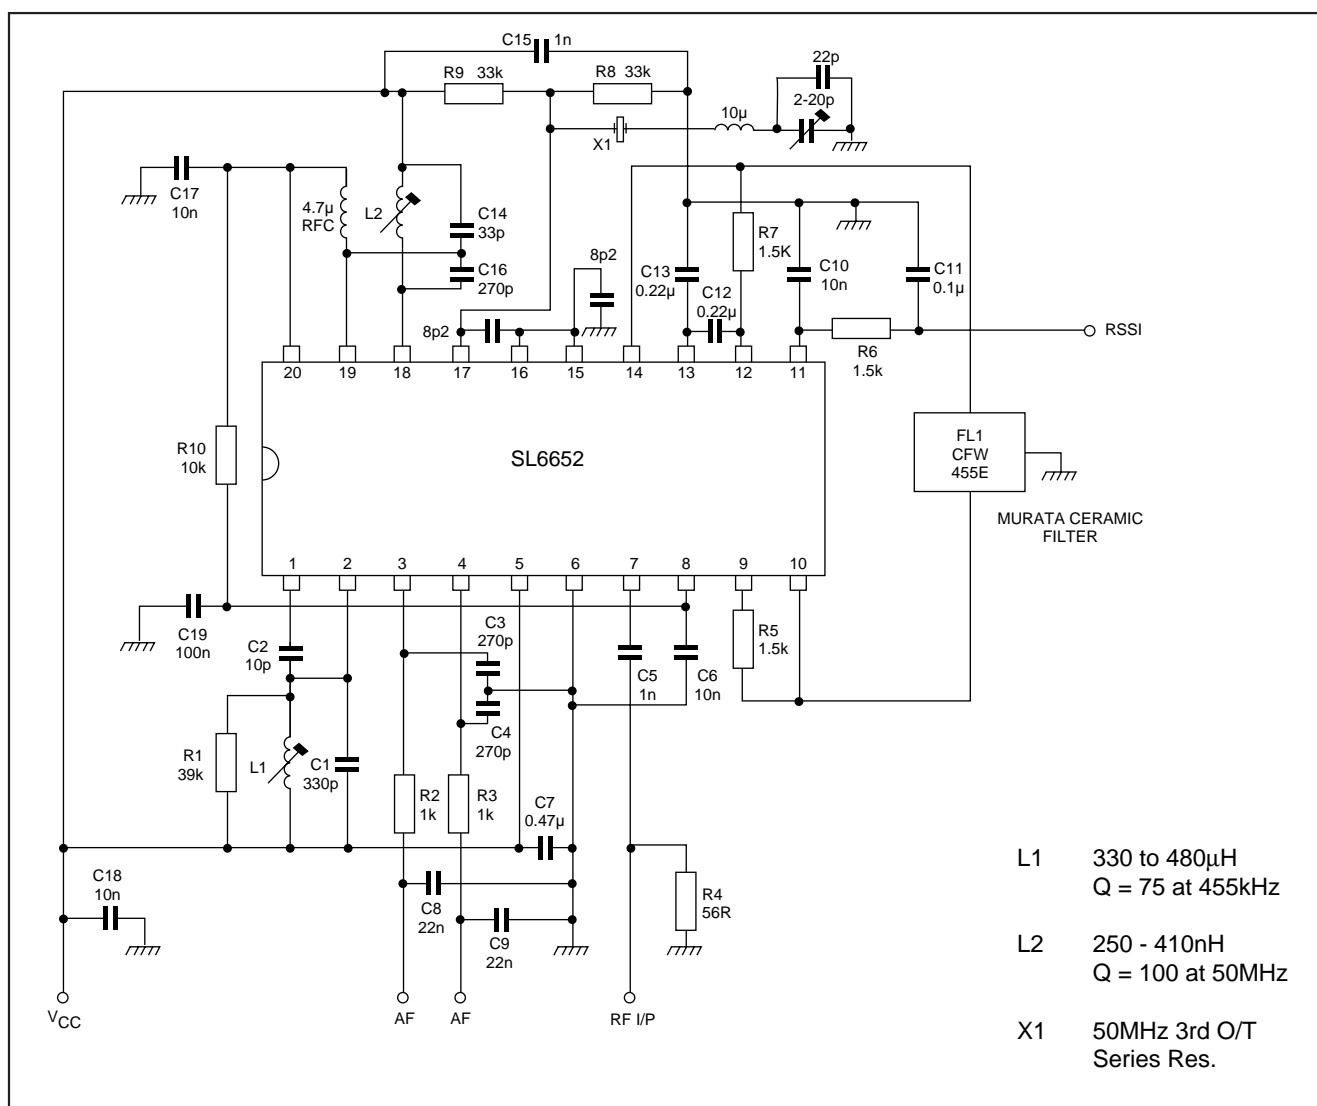 C15 1n
R9 33k
R8 33k
22p
2-20p
10µ
X1
C17
10n
4.7µ
RFC
L2
C14
33p
C16
270p
8p2
8p2
C13
0.22µ
C12
0.22µ
R7
1.5K
C10
10n
C11
0.1µ
R6
1.5k
RSSI
20 19 18 17 16 15 14 13 12 11
SL6652
R10
10k
FL1
CFW
455E
MURATA CERAMIC
FILTER
1 2 3 4 5 6 7 8 9 10
C19
100n
C2
10p
C3
270p
C4
270p
C5
1n
C6
10n
R5
1.5k
R1
39k
L1
C1
330p
R2
1k
R3
1k
C7
0.47µ
C18
10n
C8
22n
C9
22n
R4
56R
VCC
AF
AF
RF I/P
L1 330 to 480µH
Q = 75 at 455kHz
L2 250 - 410nH
Q = 100 at 50MHz
X1 50MHz 3rd O/T
Series Res.